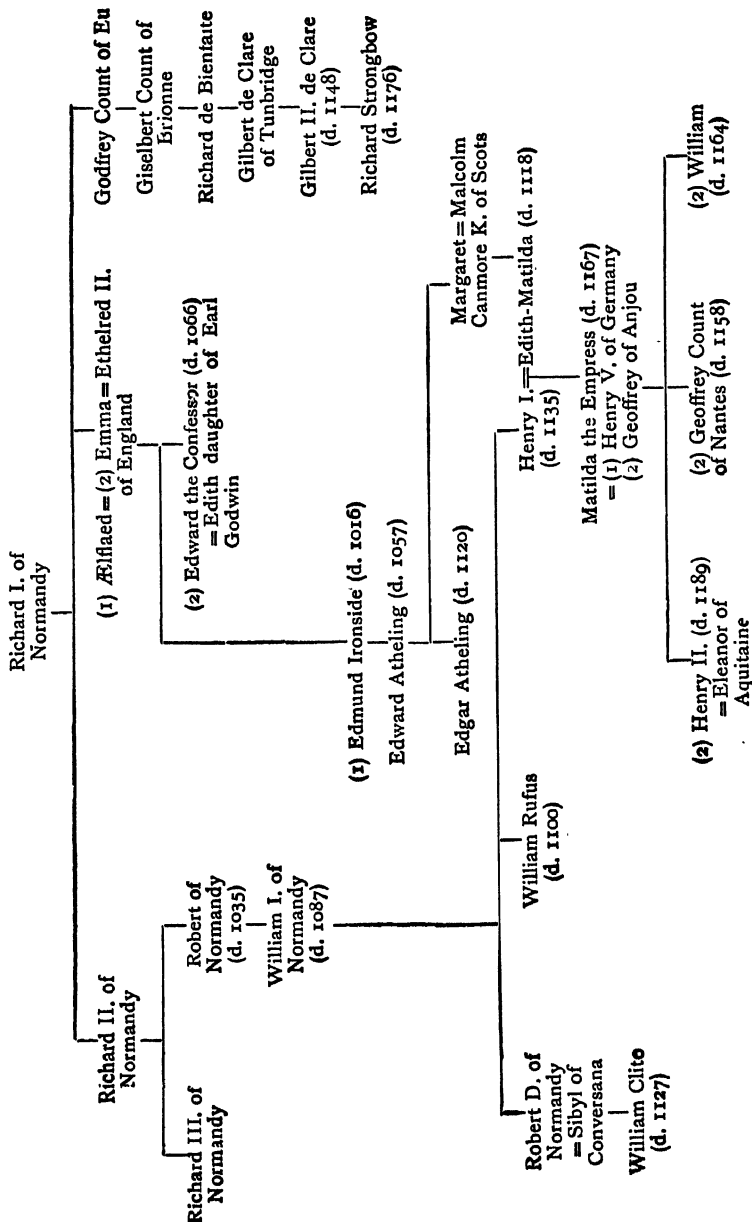 Richard I. of
Normandy
Richard II. of
Normandy
(1) Ælflaed = (2) Emma = Ethelred II.
of England
Godfrey Count of Eu
Giselbert Count of
Brionne
Richard de Bienfaite
Gilbert de Clare
of Tunbridge
Gilbert II. de Clare
(d. 1148)
Richard Strongbow
(d. 1176)
Richard III. of
Normandy
Robert of
Normandy
(d. 1035)
William I. of
Normandy
(d. 1087)
(2) Edward the Confessor (d. 1066)
= Edith daughter of Earl
Godwin
(1) Edmund Ironside (d. 1016)
Edward Atheling (d. 1057)
Edgar Atheling (d. 1120)
Margaret = Malcolm
Canmore K. of Scots
Robert D. of
Normandy
= Sibyl of
Conversana
William Clito
(d. 1127)
William Rufus
(d. 1100)
Henry I. = Edith-Matilda (d. 1118)
(d. 1135)
Matilda the Empress (d. 1167)
= (1) Henry V. of Germany
(2) Geoffrey of Anjou
(2) Henry II. (d. 1189)
= Eleanor of
Aquitaine
(2) Geoffrey Count
of Nantes (d. 1158)
(2) William
(d. 1164)